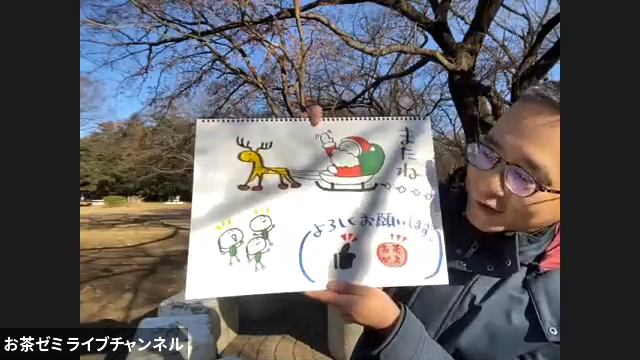 またね
よろしくお願いします。
お茶
ゼミ
お茶ゼミライブチャンネル